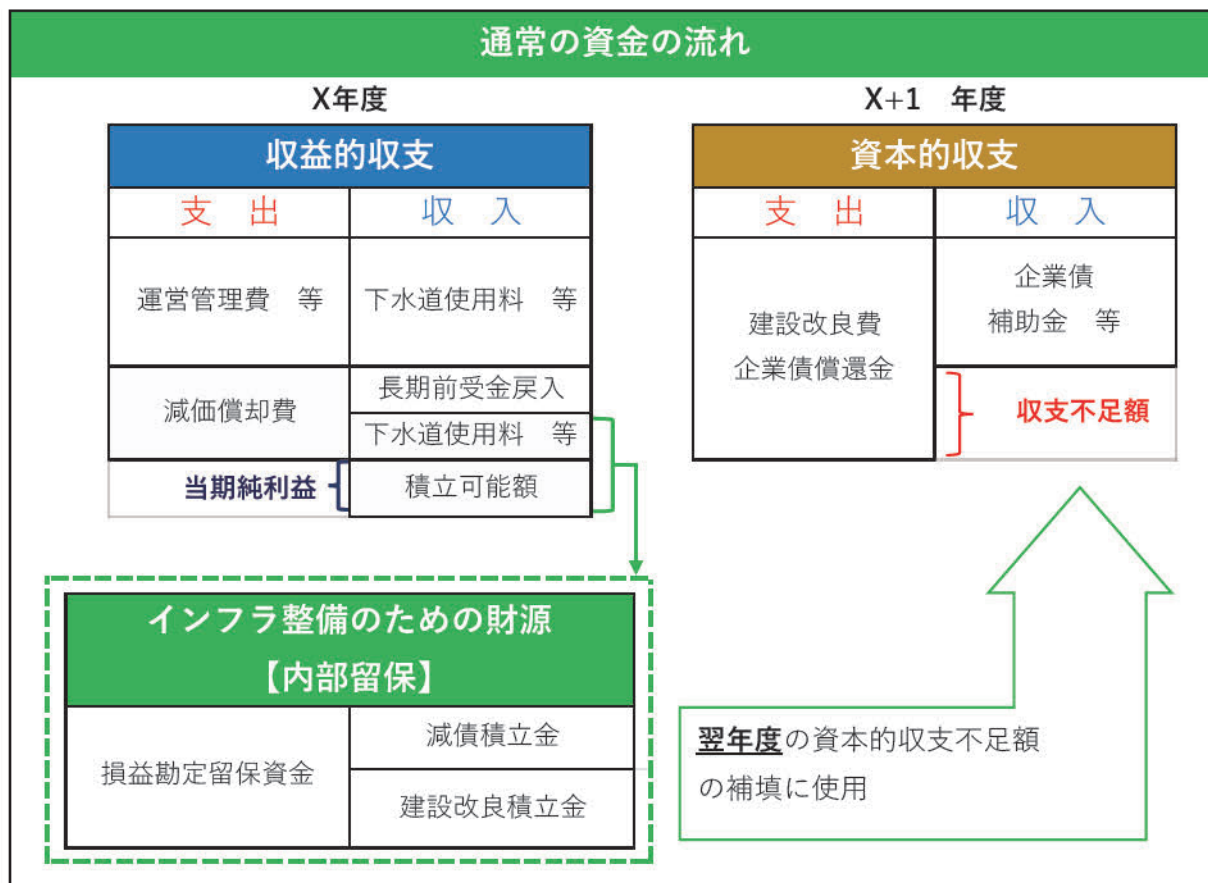 通常の資金の流れ
X年度
収益的収支
支　出
収　入
運営管理費　等
下水道使用料　等
減価償却費
長期前受金戻入
下水道使用料　等
当期純利益
積立可能額
X+1　年度
資本的収支
支　出
収　入
建設改良費
企業債償還金
企業債
補助金　等
収支不足額
インフラ整備のための財源
【内部留保】
損益勘定留保資金
減債積立金
建設改良積立金
翌年度の資本的収支不足額
の補填に使用